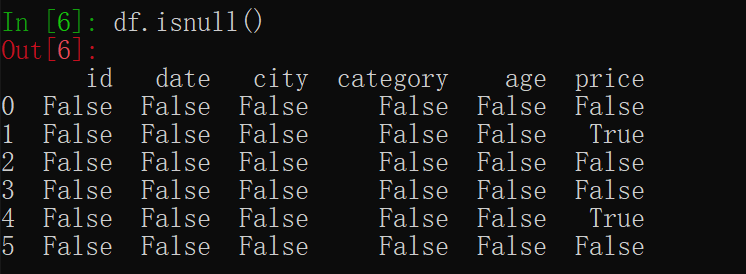 In [6]: df.isnull()
Out[6]:
id date city category age price
0 False False False False False False
1 False False False False False True
2 False False False False False False
3 False False False False False False
4 False False False False False True
5 False False False False False False